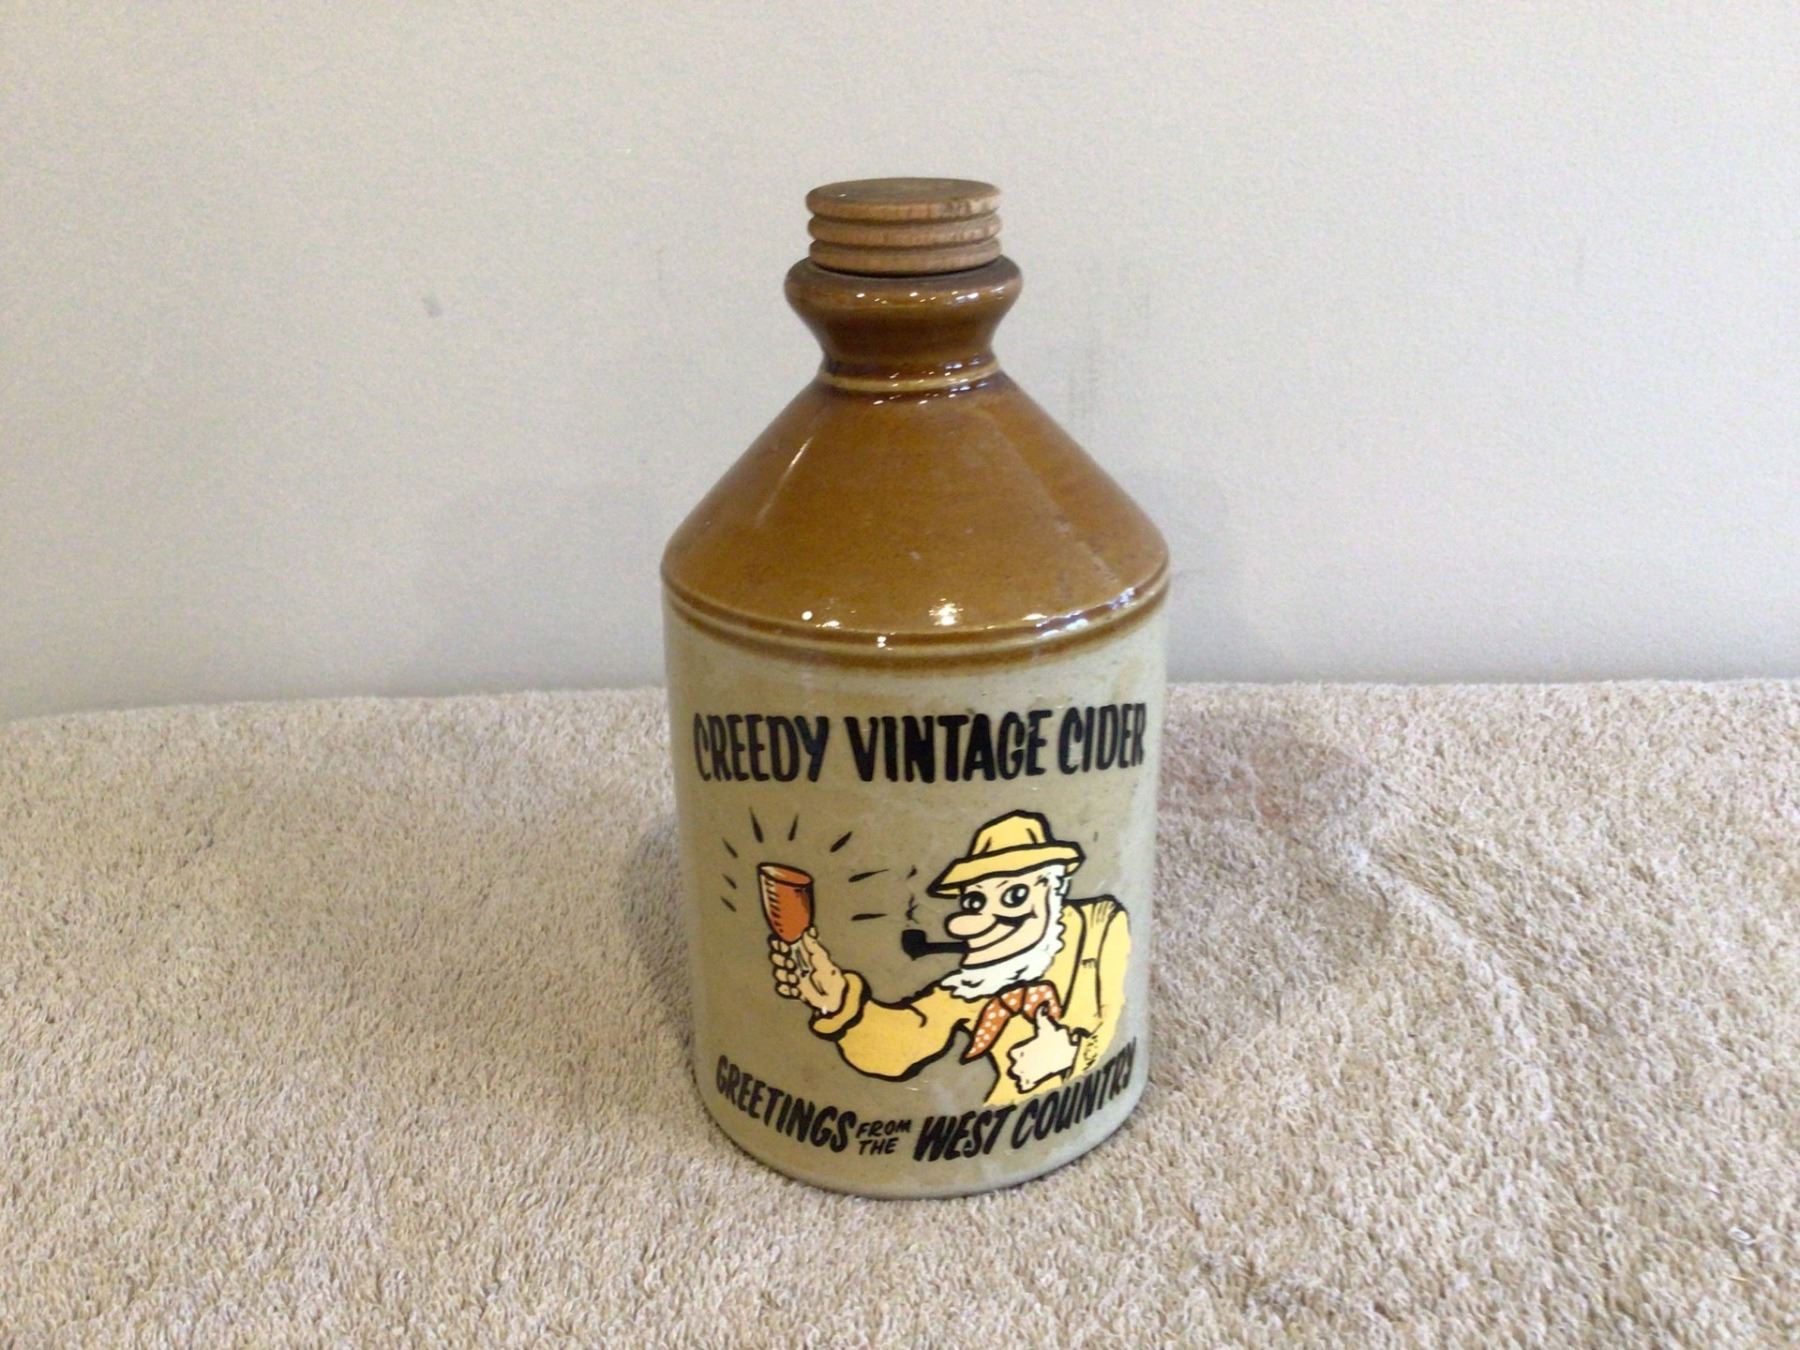 CREEDY VINTAGE CIDER
GREETINGS FROM THE WEST COUNTRY